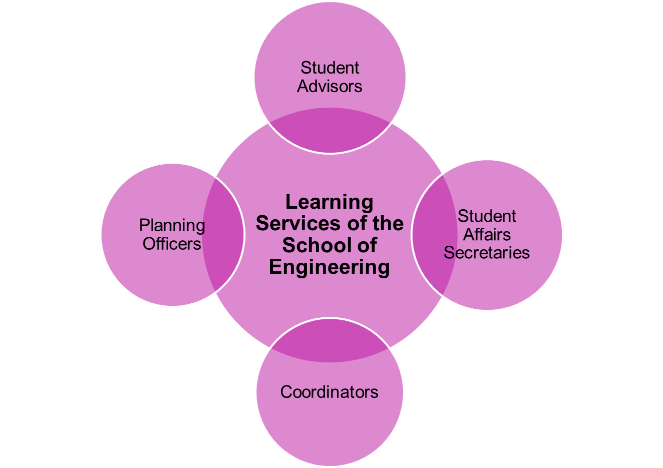 Student
Advisors
Planning
Officers
Learning
Services of the
School of
Engineering
Student
Affairs
Secretaries
Coordinators